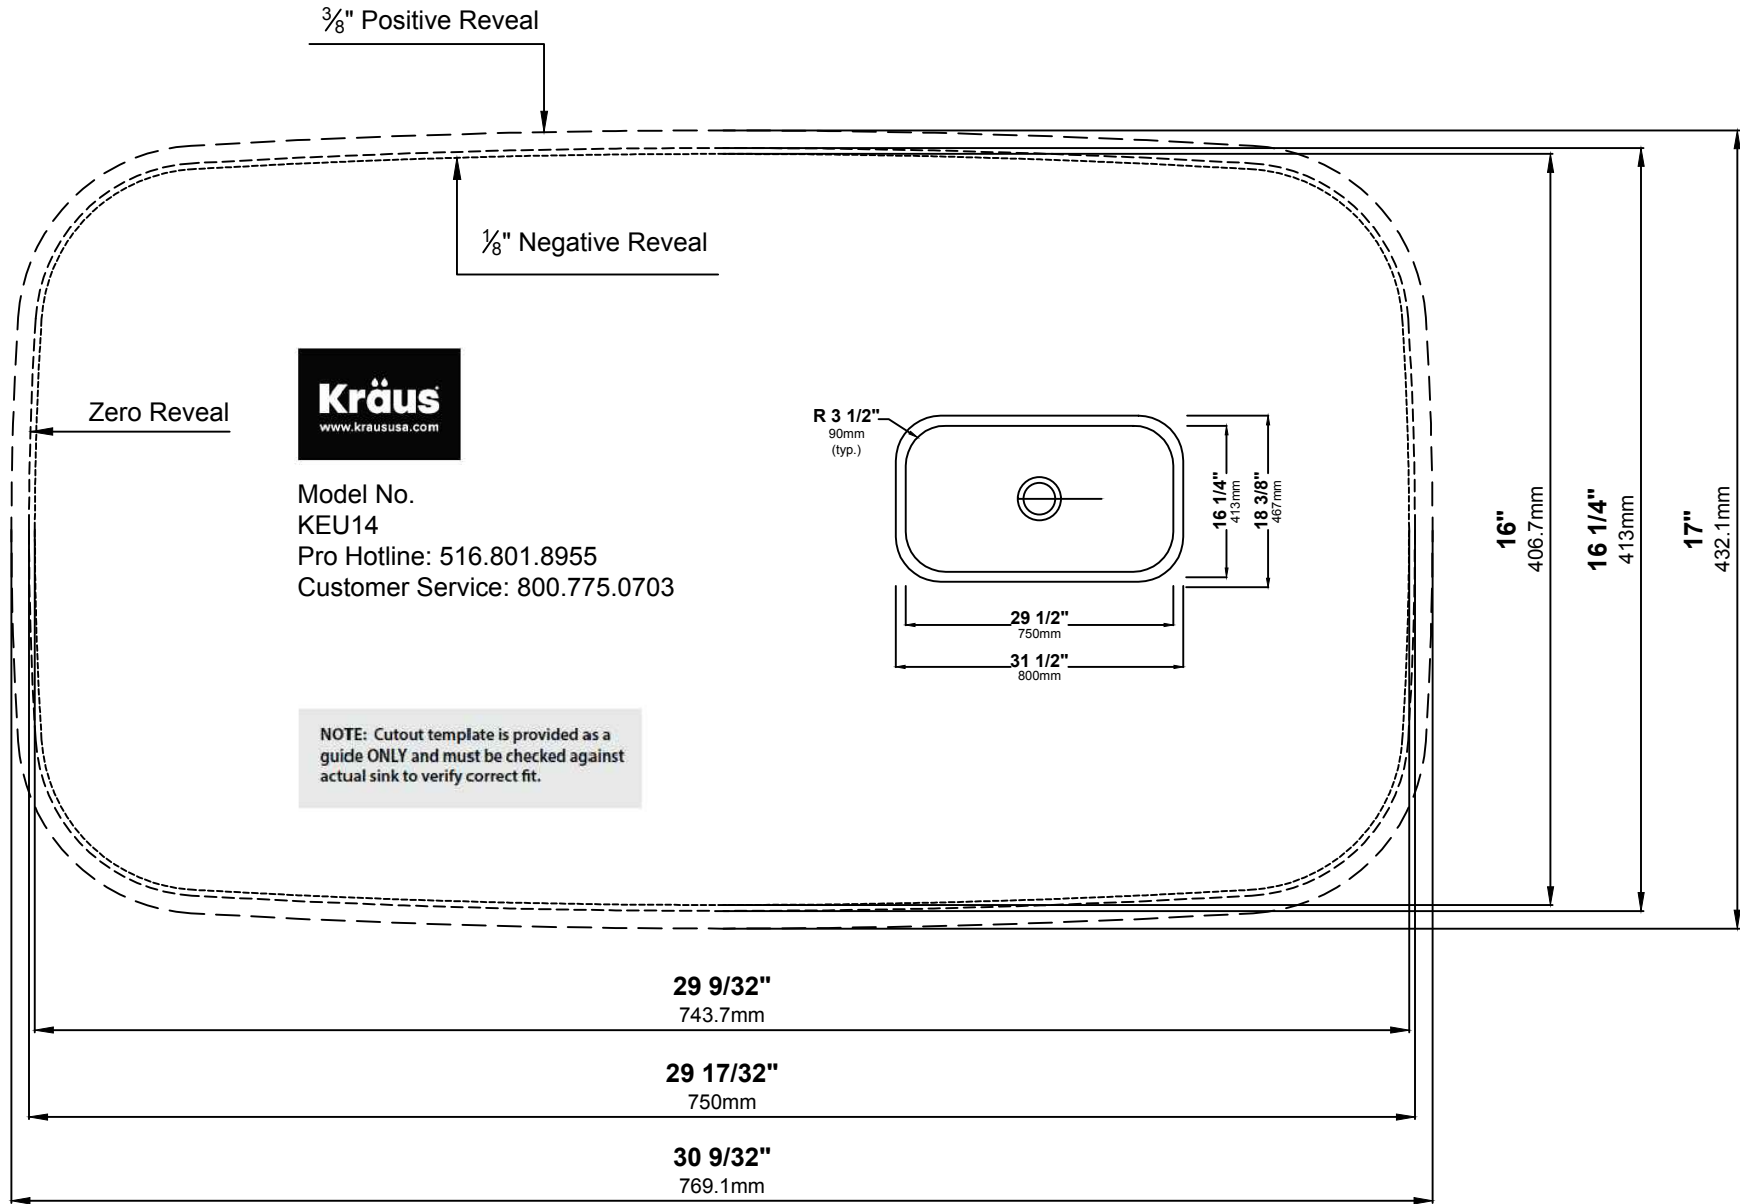 ⅜" Positive Reveal
⅛" Negative Reveal
Zero Reveal
Kräus
www.kraususa.com
Model No.
KEU14
Pro Hotline: 516.801.8955
Customer Service: 800.775.0703
NOTE: Cutout template is provided as a
guide ONLY and must be checked against
actual sink to verify correct fit.
R 3 1/2"
90mm
(typ.)
16 1/4"
413mm
18 3/8"
467mm
29 1/2"
750mm
31 1/2"
800mm
16"
406.7mm
16 1/4"
413mm
17"
432.1mm
29 9/32"
743.7mm
29 17/32"
750mm
30 9/32"
769.1mm